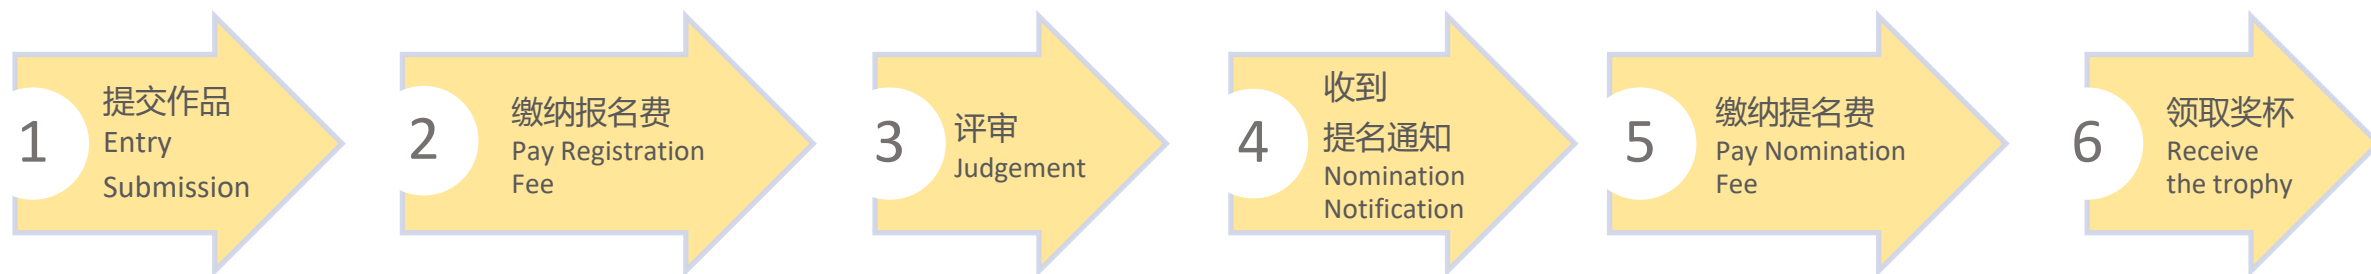 1
提交作品
Entry
Submission
2
缴纳报名费
Pay Registration
Fee
3
评审
Judgement
4
收到
提名通知
Nomination
Notification
5
缴纳提名费
Pay Nomination
Fee
6
领取奖杯
Receive
the trophy